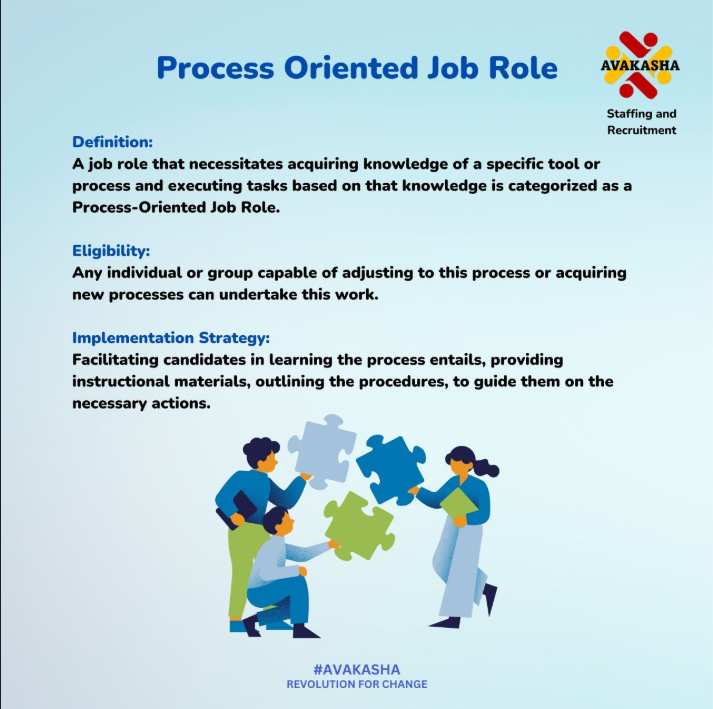 Process Oriented Job Role
AVAKASHA
Staffing and
Recruitment
Definition:
A job role that necessitates acquiring knowledge of a specific tool or
process and executing tasks based on that knowledge is categorized as a
Process-Oriented Job Role.
Eligibility:
Any individual or group capable of adjusting to this process or acquiring
new processes can undertake this work.
Implementation Strategy:
Facilitating candidates in learning the process entails, providing
instructional materials, outlining the procedures, to guide them on the
necessary actions.
#AVAKASHA
REVOLUTION FOR CHANGE